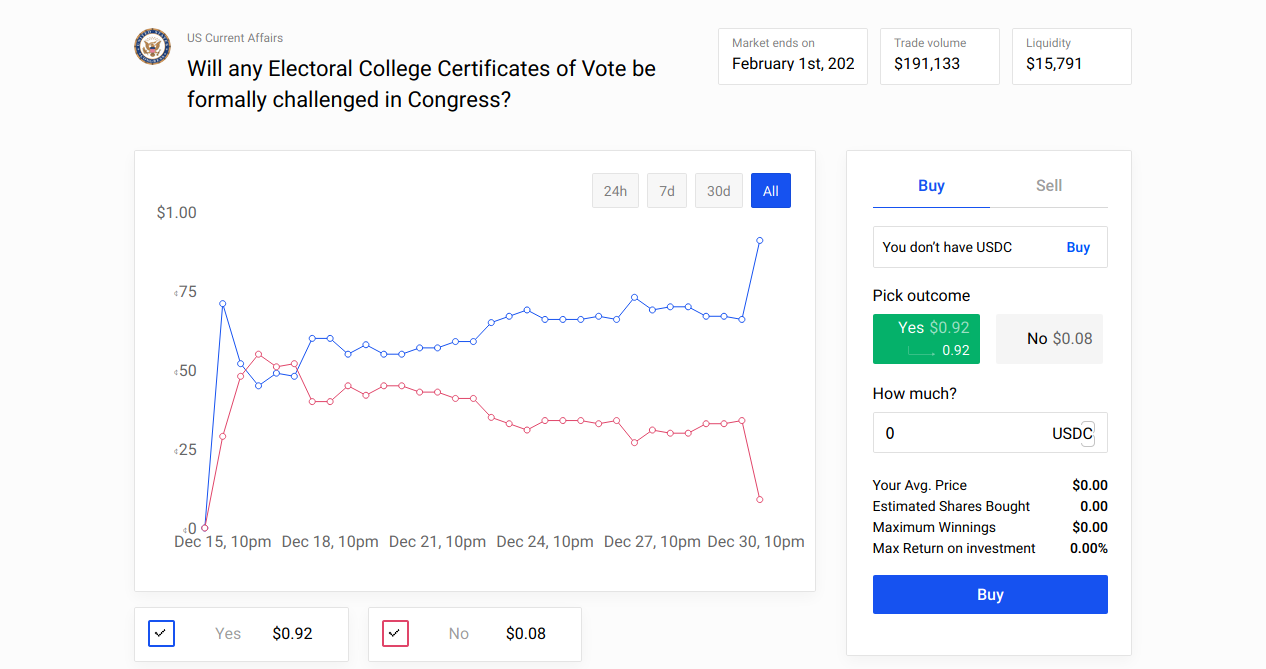 US Current Affairs
Will any Electoral College Certificates of Vote be
formally challenged in Congress?
Market ends on
February 1st, 202
Trade volume
$191,133
Liquidity
$15,791
24h 7d 30d All
$1.00
¢75
¢50
¢25
¢0
Dec 15, 10pm Dec 18, 10pm Dec 21, 10pm Dec 24, 10pm Dec 27, 10pm Dec 30, 10pm
Yes $0.92
No $0.08
Buy Sell
You don't have USDC Buy
Pick outcome
Yes $0.92 No $0.08
0.92
How much?
0 USDC
Your Avg. Price $0.00
Estimated Shares Bought 0.00
Maximum Winnings $0.00
Max Return on investment 0.00%
Buy